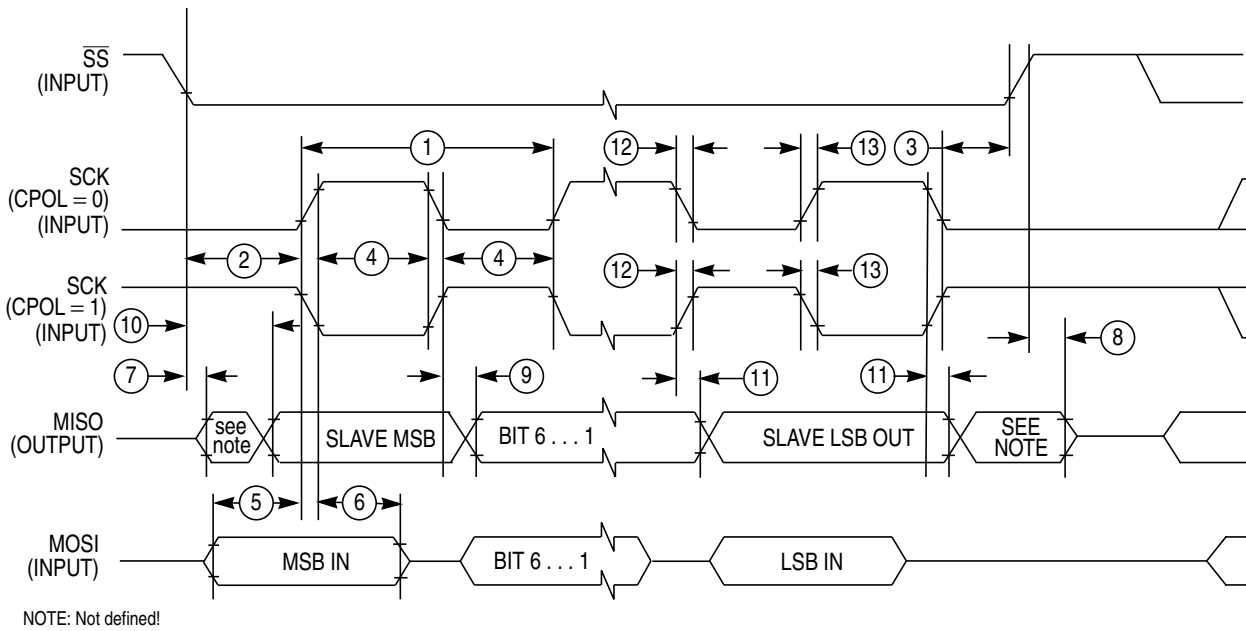 SS
(INPUT)
1
12
13
3
SCK
(CPOL = 0)
(INPUT)
2
4
4
12
13
SCK
(CPOL = 1)
(INPUT)
10
8
7
9
11
11
MISO
(OUTPUT)
see
note
SLAVE MSB
BIT 6 . . . 1
SLAVE LSB OUT
SEE
NOTE
5
6
MOSI
(INPUT)
MSB IN
BIT 6 . . . 1
LSB IN
NOTE: Not defined!